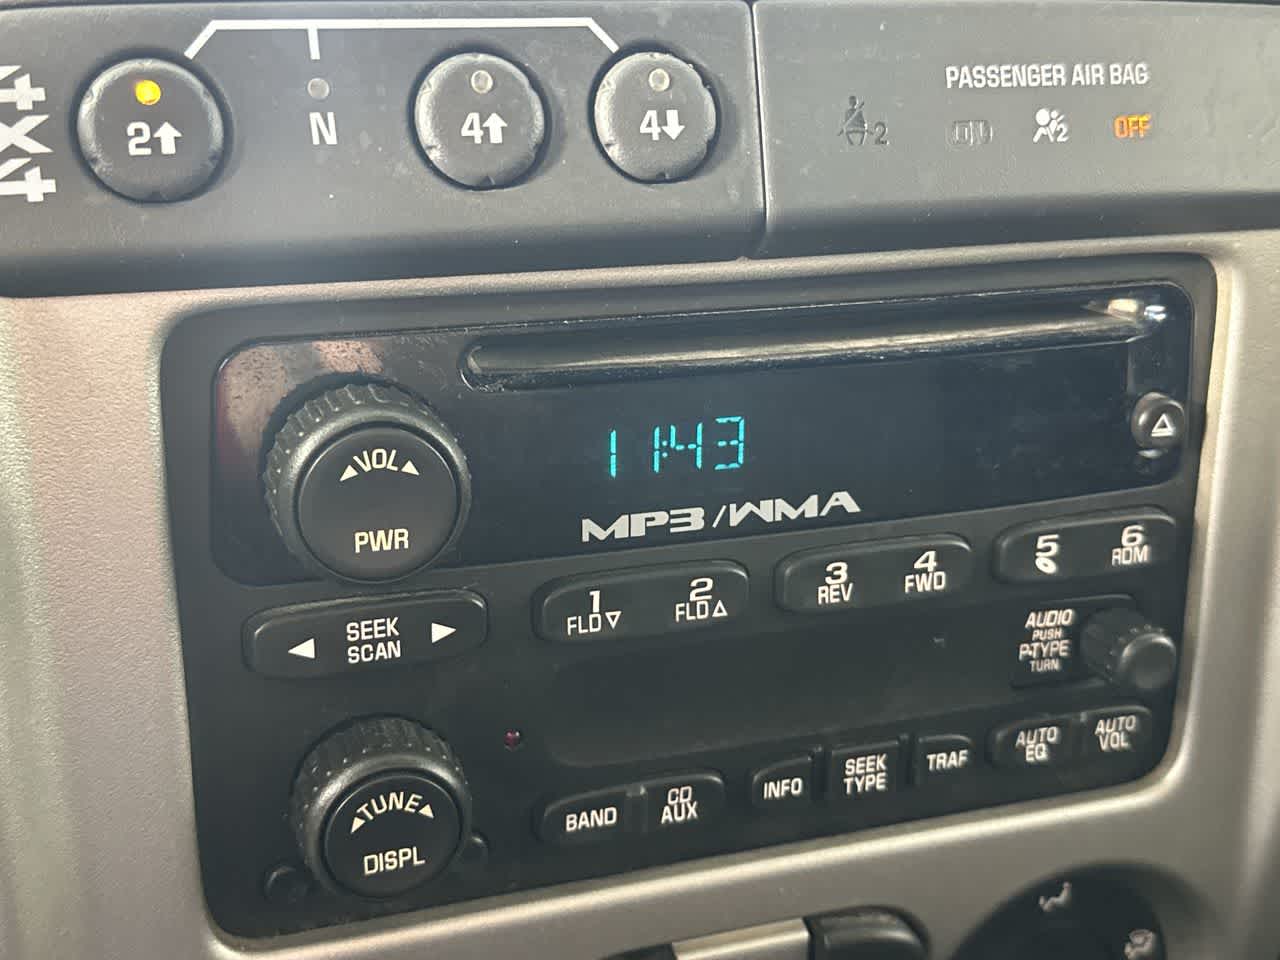 4X4
2↑ N 4↑ 4↓
PASSENGER AIR BAG
2 2 OFF
11:43
MP3/WMA
▲VOL▲
PWR
1 FLD▽
2 FLD△
3 REV
4 FWD
5
6 RDM
◀ SEEK SCAN ▶
AUDIO
PUSH
P-TYPE
TURN
▲TUNE▲
DISPL
BAND
CD AUX
INFO
SEEK TYPE
TRAF
AUTO EQ
AUTO VOL